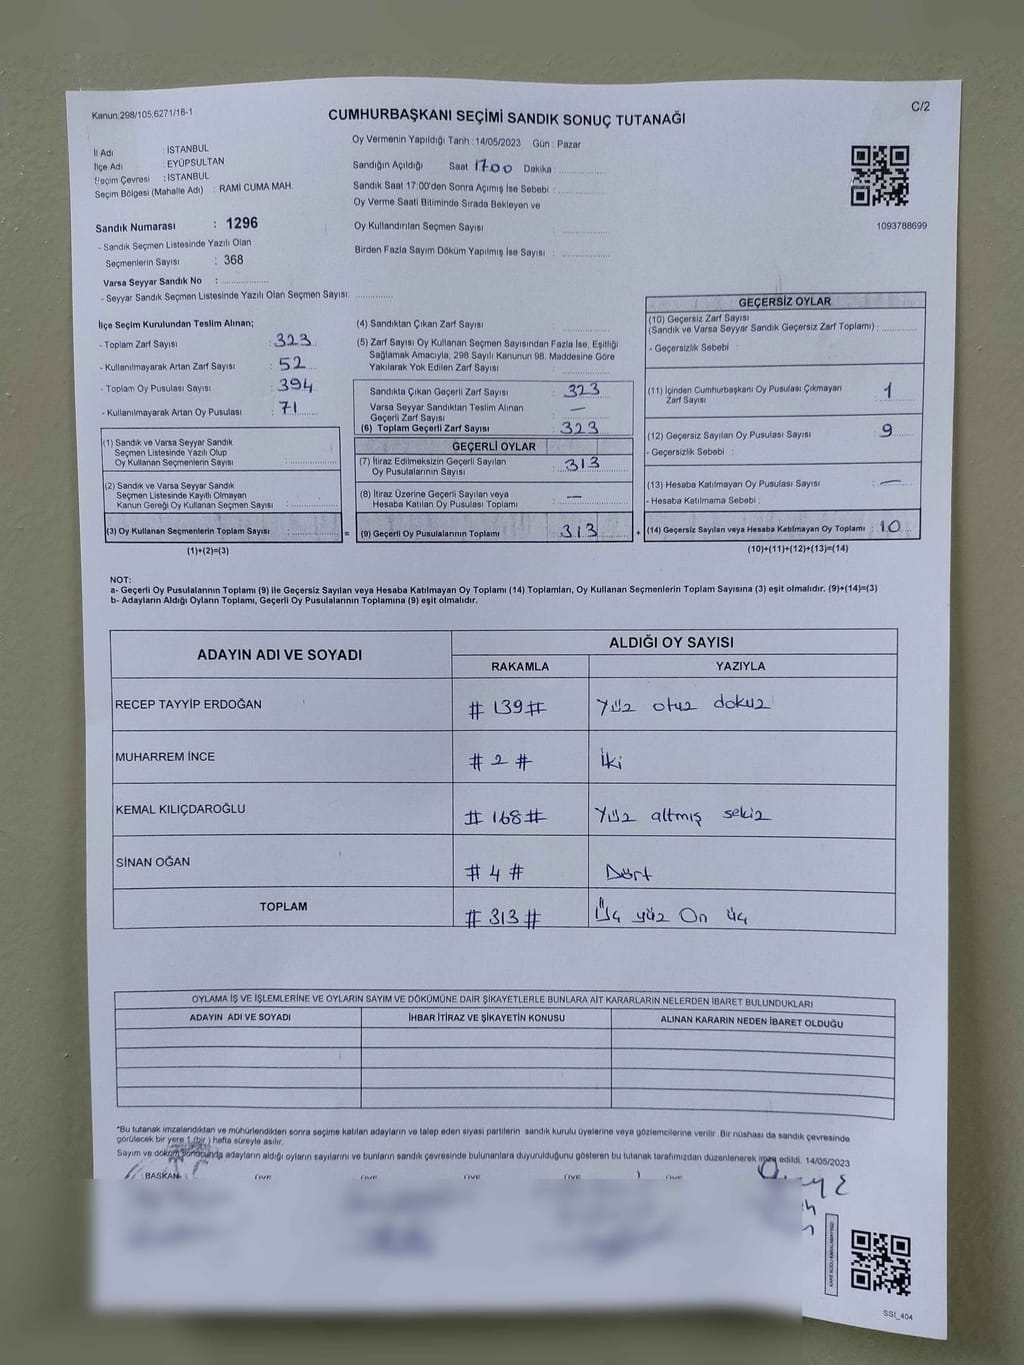 Kanun:298/105;6271/18-1
C/2
CUMHURBAŞKANI SEÇİMİ SANDIK SONUÇ TUTANAĞI
Oy Vermenin Yapıldığı Tarih : 14/05/2023 Gün : Pazar
İl Adı : İSTANBUL
İlçe Adı : EYÜPSULTAN
Seçim Çevresi : İSTANBUL
Seçim Bölgesi (Mahalle Adı) : RAMİ CUMA MAH.
Sandığın Açıldığı Saat 17.00 Dakika :
Sandık Saat 17:00'den Sonra Açımış İse Sebebi :
Oy Verme Saati Bitiminde Sırada Bekleyen ve
Oy Kullandırılan Seçmen Sayısı :
Birden Fazla Sayım Döküm Yapılmış İse Sayısı :
1093788699
Sandık Numarası : 1296
- Sandık Seçmen Listesinde Yazılı Olan
Seçmenlerin Sayısı : 368
Varsa Seyyar Sandık No :
- Seyyar Sandık Seçmen Listesinde Yazılı Olan Seçmen Sayısı:
İlçe Seçim Kurulundan Teslim Alınan;
- Toplam Zarf Sayısı : 323
- Kullanılmayarak Artan Zarf Sayısı : 52
- Toplam Oy Pusulası Sayısı : 394
- Kullanılmayarak Artan Oy Pusulası : 71
(1) Sandık ve Varsa Seyyar Sandık
Seçmen Listesinde Yazılı Olup
Oy Kullanan Seçmenlerin Sayısı :
(2) Sandık ve Varsa Seyyar Sandık
Seçmen Listesinde Kayıtlı Olmayan
Kanun Gereği Oy Kullanan Seçmen Sayısı :
(3) Oy Kullanan Seçmenlerin Toplam Sayısı :
(1)+(2)=(3)
=
(4) Sandıktan Çıkan Zarf Sayısı :
(5) Zarf Sayısı Oy Kullanan Seçmen Sayısından Fazla İse, Eşitliği
Sağlamak Amacıyla, 298 Sayılı Kanunun 98. Maddesine Göre
Yakılarak Yok Edilen Zarf Sayısı :
Sandıkta Çıkan Geçerli Zarf Sayısı : 323
Varsa Seyyar Sandıktan Teslim Alınan
Geçerli Zarf Sayısı : —
(6) Toplam Geçerli Zarf Sayısı : 323
GEÇERLİ OYLAR
(7) İtiraz Edilmeksizin Geçerli Sayılan
Oy Pusulalarının Sayısı : 313
(8) İtiraz Üzerine Geçerli Sayılan veya
Hesaba Katılan Oy Pusulası Toplamı : —
(9) Geçerli Oy Pusulalarının Toplamı : 313
+
GEÇERSİZ OYLAR
(10) Geçersiz Zarf Sayısı
(Sandık ve Varsa Seyyar Sandık Geçersiz Zarf Toplamı) :
- Geçersizlik Sebebi :
(11) İçinden Cumhurbaşkanı Oy Pusulası Çıkmayan
Zarf Sayısı : 1
(12) Geçersiz Sayılan Oy Pusulası Sayısı : 9
- Geçersizlik Sebebi :
(13) Hesaba Katılmayan Oy Pusulası Sayısı : —
- Hesaba Katılmama Sebebi :
(14) Geçersiz Sayılan veya Hesaba Katılmayan Oy Toplamı : 10
(10)+(11)+(12)+(13)=(14)
NOT:
a- Geçerli Oy Pusulalarının Toplamı (9) ile Geçersiz Sayılan veya Hesaba Katılmayan Oy Toplamı (14) Toplamları, Oy Kullanan Seçmenlerin Toplam Sayısına (3) eşit olmalıdır. (9)+(14)=(3)
b- Adayların Aldığı Oyların Toplamı, Geçerli Oy Pusulalarının Toplamına (9) eşit olmalıdır.
ADAYIN ADI VE SOYADI
ALDIĞI OY SAYISI
RAKAMLA YAZIYLA
RECEP TAYYİP ERDOĞAN # 139 # Yüz otuz dokuz
MUHARREM İNCE # 2 # İki
KEMAL KILIÇDAROĞLU # 168 # Yüz altmış sekiz
SİNAN OĞAN # 4 # Dört
TOPLAM # 313 # Üç yüz On üç
OYLAMA İŞ VE İŞLEMLERİNE VE OYLARIN SAYIM VE DÖKÜMÜNE DAİR ŞİKAYETLERLE BUNLARA AİT KARARLARIN NELERDEN İBARET BULUNDUKLARI
ADAYIN ADI VE SOYADI İHBAR İTİRAZ VE ŞİKAYETİN KONUSU ALINAN KARARIN NEDEN İBARET OLDUĞU
*Bu tutanak imzalandıktan ve mühürlendikten sonra seçime katılan adayların ve talep eden siyasi partilerin sandık kurulu üyelerine veya gözlemcilerine verilir. Bir nüshası da sandık çevresinde
görülecek bir yere 1 (bir) hafta süreyle asılır.
Sayım ve döküm sonucunda adayların aldığı oyların sayılarını ve bunların sandık çevresinde bulunanlara duyurulduğunu gösteren bu tutanak tarafımızdan düzenlenerek imza edildi. 14/05/2023
BAŞKAN ÜYE ÜYE ÜYE ÜYE
SSİ_404